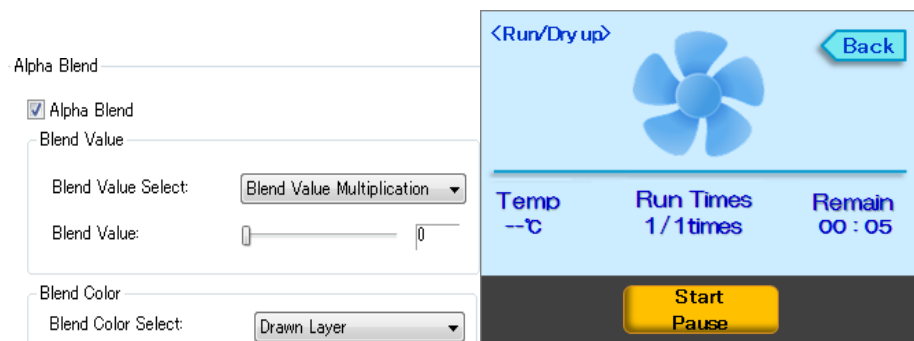 Alpha Blend
Alpha Blend
Blend Value
Blend Value Select: Blend Value Multiplication
Blend Value: 0
Blend Color
Blend Color Select: Drawn Layer
<Run/Dry up>
Back
Temp Run Times Remain
--℃ 1/1times 00:05
Start
Pause